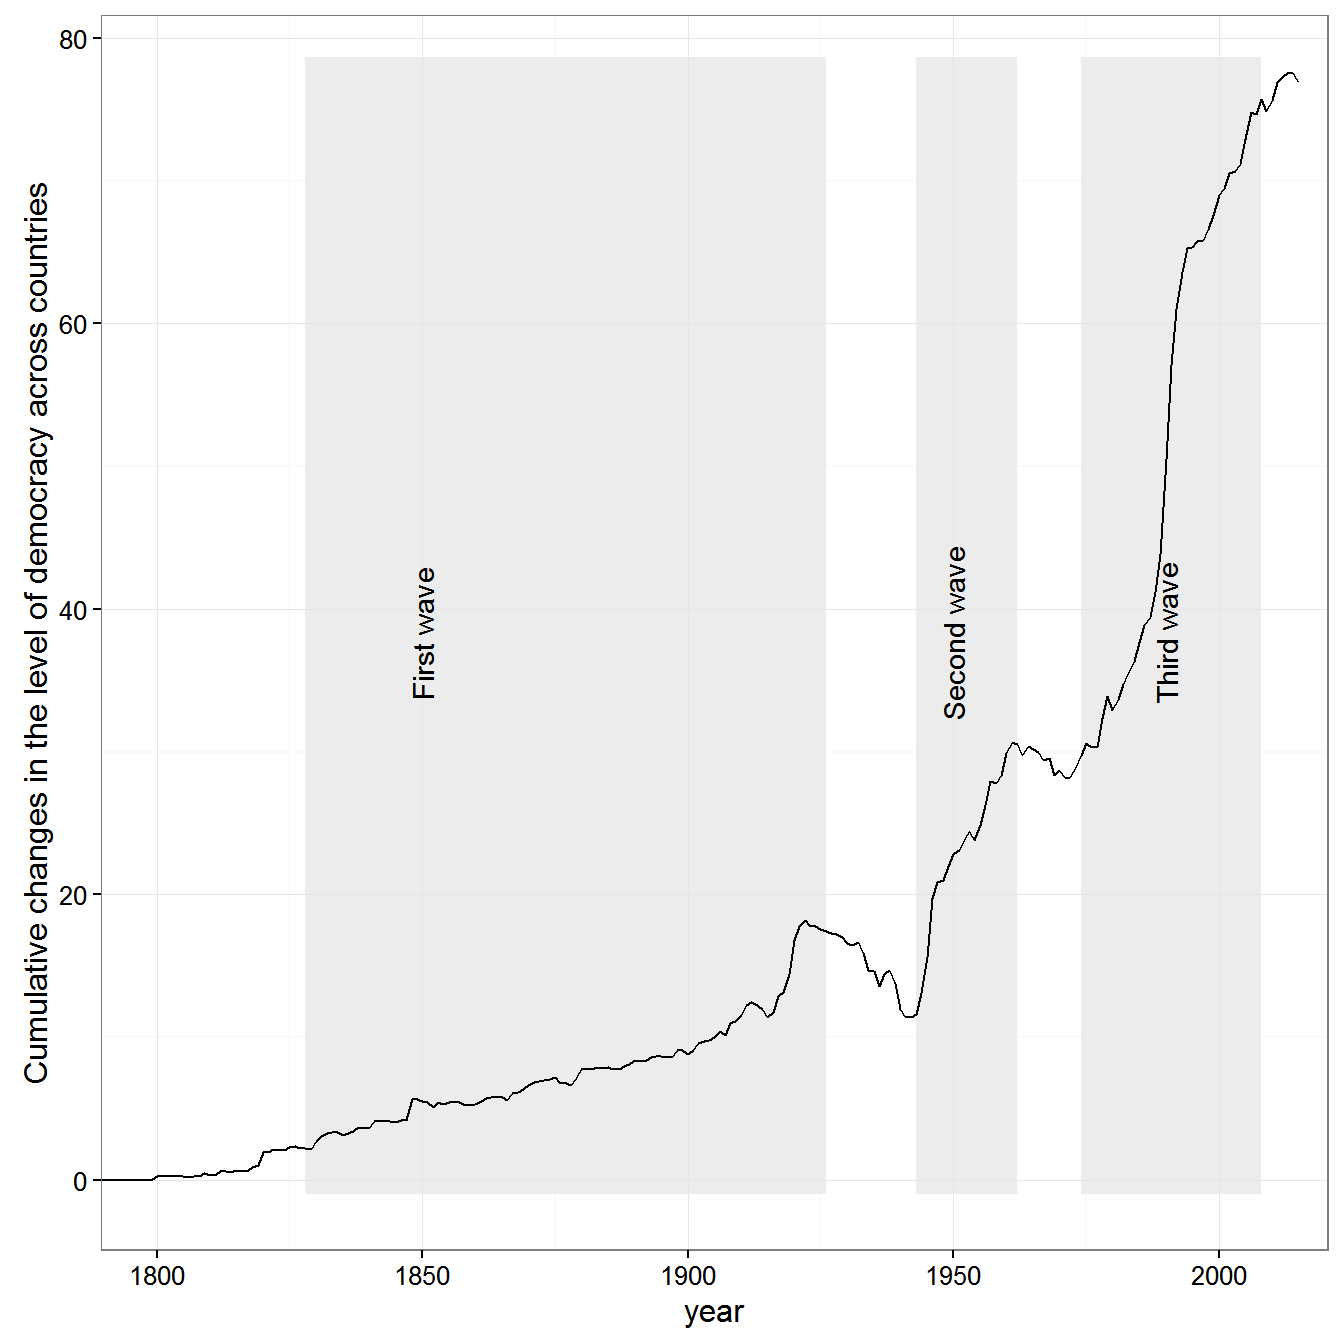 Cumulative changes in the level of democracy across countries
80
60
40
20
0
First wave
Second wave
Third wave
1800
1850
1900
1950
2000
year